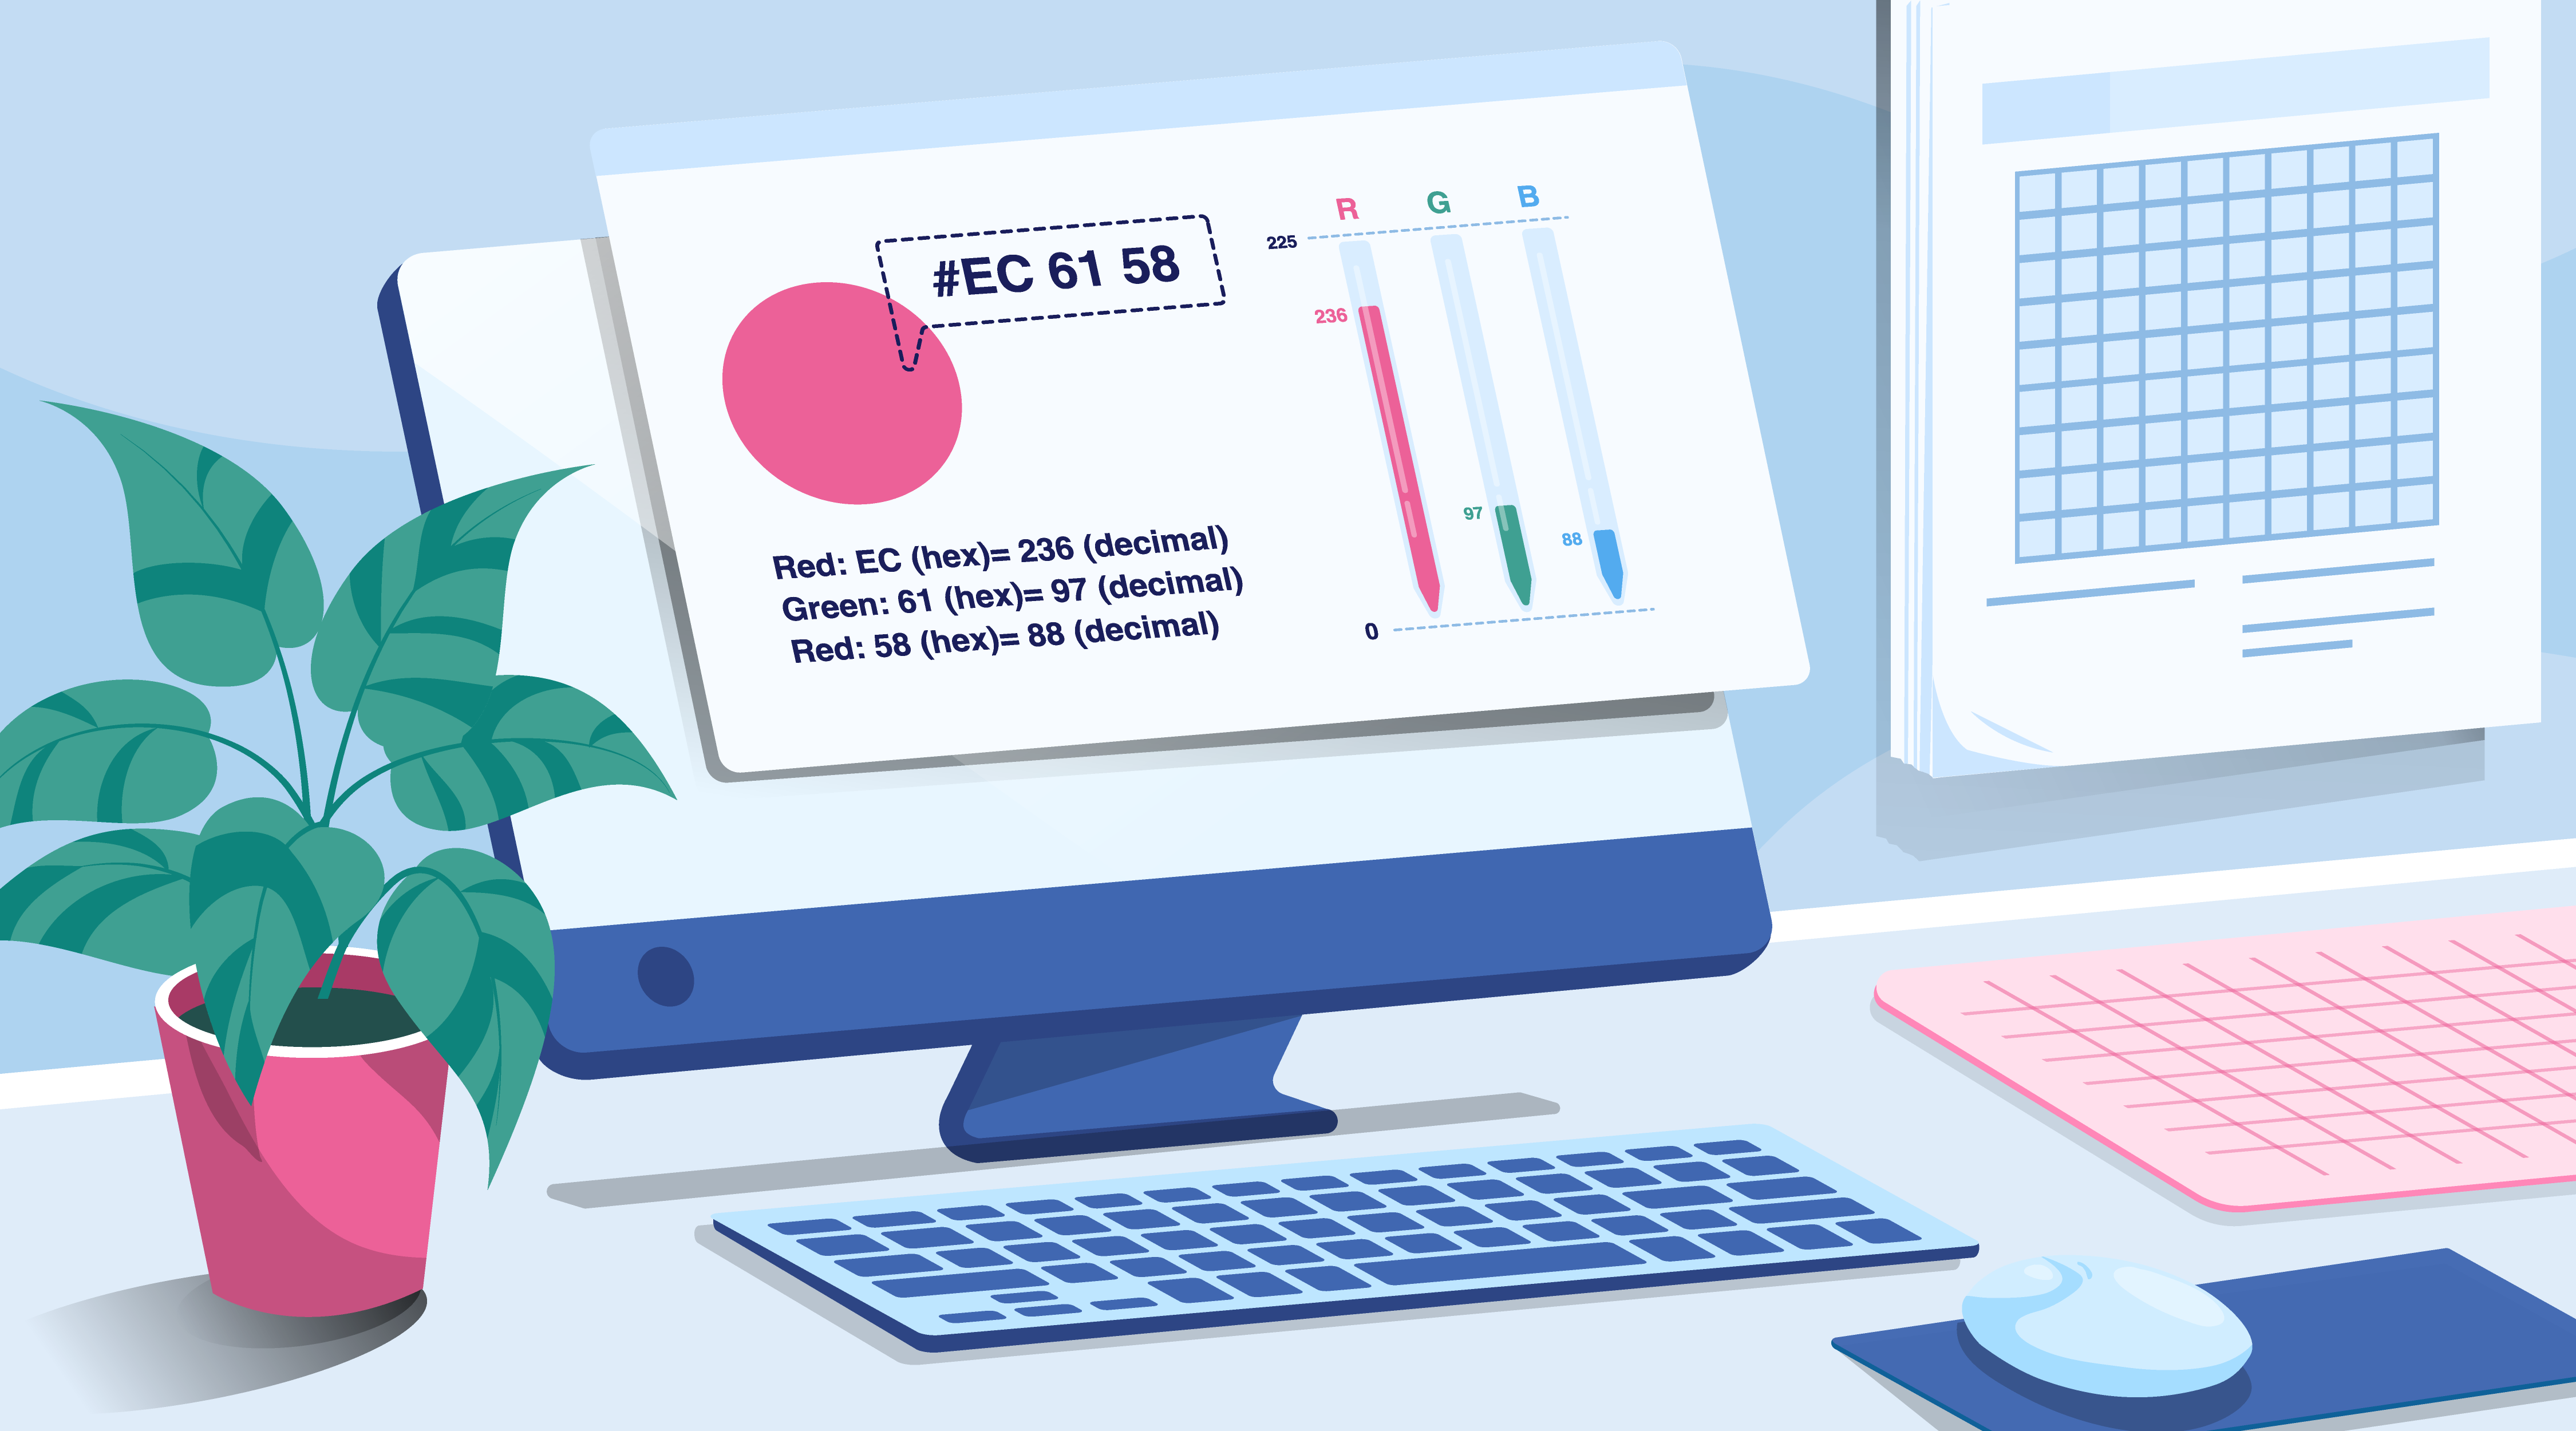 R G B
225
#EC 61 58
236
97
88
Red: EC (hex)= 236 (decimal)
Green: 61 (hex)= 97 (decimal)
Red: 58 (hex)= 88 (decimal)
0